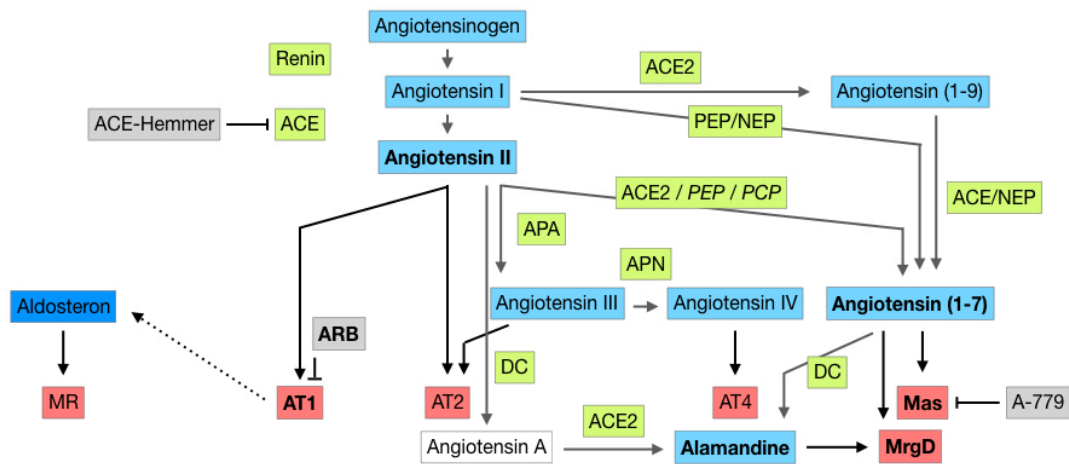 Angiotensinogen
Renin
ACE2
Angiotensin I
Angiotensin (1-9)
ACE-Hemmer
ACE
PEP/NEP
Angiotensin II
ACE2 / PEP / PCP
ACE/NEP
APA
APN
Aldosteron
Angiotensin III
Angiotensin IV
Angiotensin (1-7)
ARB
DC
DC
MR
AT1
AT2
AT4
Mas
A-779
ACE2
Angiotensin A
Alamandine
MrgD